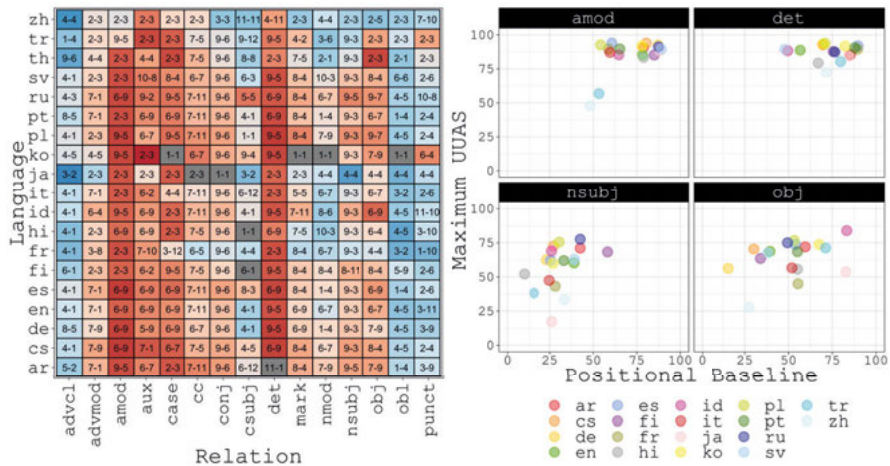 zh 4-4 2-3 2-3 2-3 2-3 2-3 3-3 11-11 4-11 2-3 4-4 2-3 2-5 2-3 7-10
tr 1-4 2-3 9-5 2-3 2-3 7-5 9-6 9-12 9-5 4-2 3-6 9-3 2-3 2-3 2-3
th 9-6 4-4 2-3 4-4 2-3 7-5 9-6 8-8 9-5 7-5 2-1 9-3 2-3 2-1 2-3
sv 4-1 2-3 2-3 10-8 8-4 6-7 9-6 6-3 9-5 8-4 10-3 9-3 8-4 6-6 2-6
ru 4-3 7-1 6-9 9-2 9-5 7-11 9-6 5-5 6-9 8-4 6-7 9-5 9-7 4-5 10-8
pt 8-5 7-1 6-9 2-3 6-9 7-11 9-6 4-1 6-9 8-4 1-4 9-3 9-6 1-4 2-4
pl 4-1 2-3 9-5 6-7 9-5 7-11 9-6 1-1 9-5 8-4 7-9 9-3 9-7 4-5 2-4
ko 4-5 4-5 9-5 2-3 1-1 6-7 9-6 9-4 9-5 1-1 1-1 9-3 7-9 1-1 6-4
ja 3-2 2-3 2-3 2-3 2-3 2-3 1-1 3-2 2-3 2-3 4-4 4-4 4-4 4-4 4-4
it 4-1 7-1 2-3 6-2 4-4 7-11 9-6 6-12 2-3 5-5 6-7 9-3 6-7 3-2 2-6
id 4-1 6-4 9-5 6-9 2-3 7-5 9-6 4-1 9-5 7-11 8-6 9-3 6-9 4-5 11-10
hi 4-1 2-3 2-3 2-3 2-3 7-5 9-6 1-1 9-5 7-5 10-3 9-3 6-7 4-5 3-10
fr 4-1 3-8 2-3 7-10 3-12 6-5 9-6 4-4 2-3 8-4 6-7 9-3 4-4 3-2 1-10
fi 6-1 2-3 2-3 6-2 9-5 7-5 9-6 6-1 9-5 8-4 8-4 8-11 8-4 5-9 2-6
es 4-1 7-1 6-9 6-9 6-9 7-5 9-6 8-3 6-9 8-4 6-7 9-3 9-6 1-4 2-6
en 4-1 7-1 6-9 6-9 6-9 7-11 9-6 4-1 9-5 6-9 6-7 9-3 6-7 4-5 3-11
de 8-5 7-9 6-9 5-9 6-9 6-7 9-6 4-1 9-5 6-9 1-4 9-3 7-9 4-5 3-9
cs 4-1 7-9 6-9 7-1 6-7 7-5 9-6 4-1 6-9 8-4 6-7 9-3 8-4 4-5 2-4
ar 5-2 7-1 9-5 6-7 2-3 7-11 9-6 6-12 11-1 8-4 7-9 9-5 7-9 1-4 3-9
Language
advcl advmod amod aux case cc conj csubj det mark nmod nsubj obj obl punct
Relation
amod det
100
75
50
25
0
nsubj obj
100
75
50
25
0
Maximum UUAS
0 25 50 75 100 0 25 50 75 100
Positional Baseline
ar es id pl tr
cs fi it pt zh
de fr ja ru
en hi ko sv